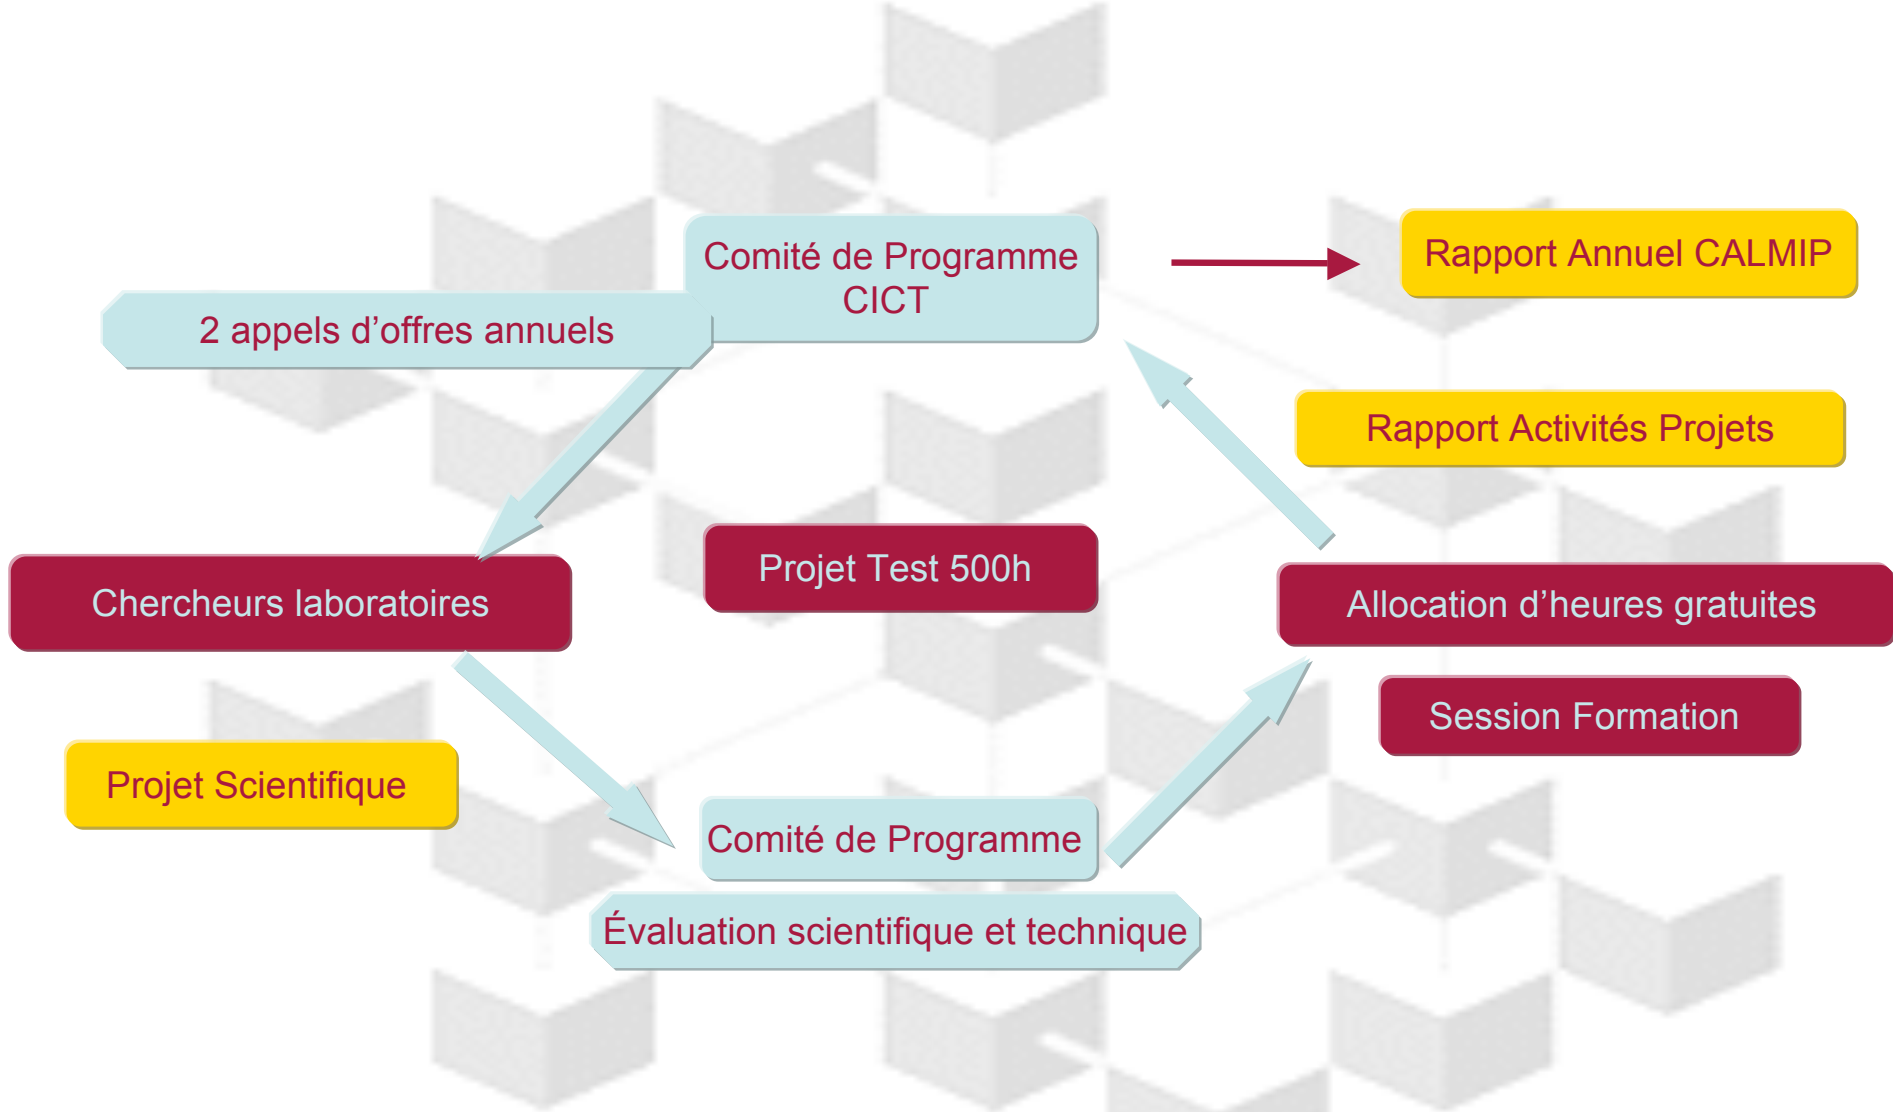 Comité de Programme
CICT
Rapport Annuel CALMIP
2 appels d’offres annuels
Rapport Activités Projets
Projet Test 500h
Chercheurs laboratoires
Allocation d’heures gratuites
Session Formation
Projet Scientifique
Comité de Programme
Évaluation scientifique et technique